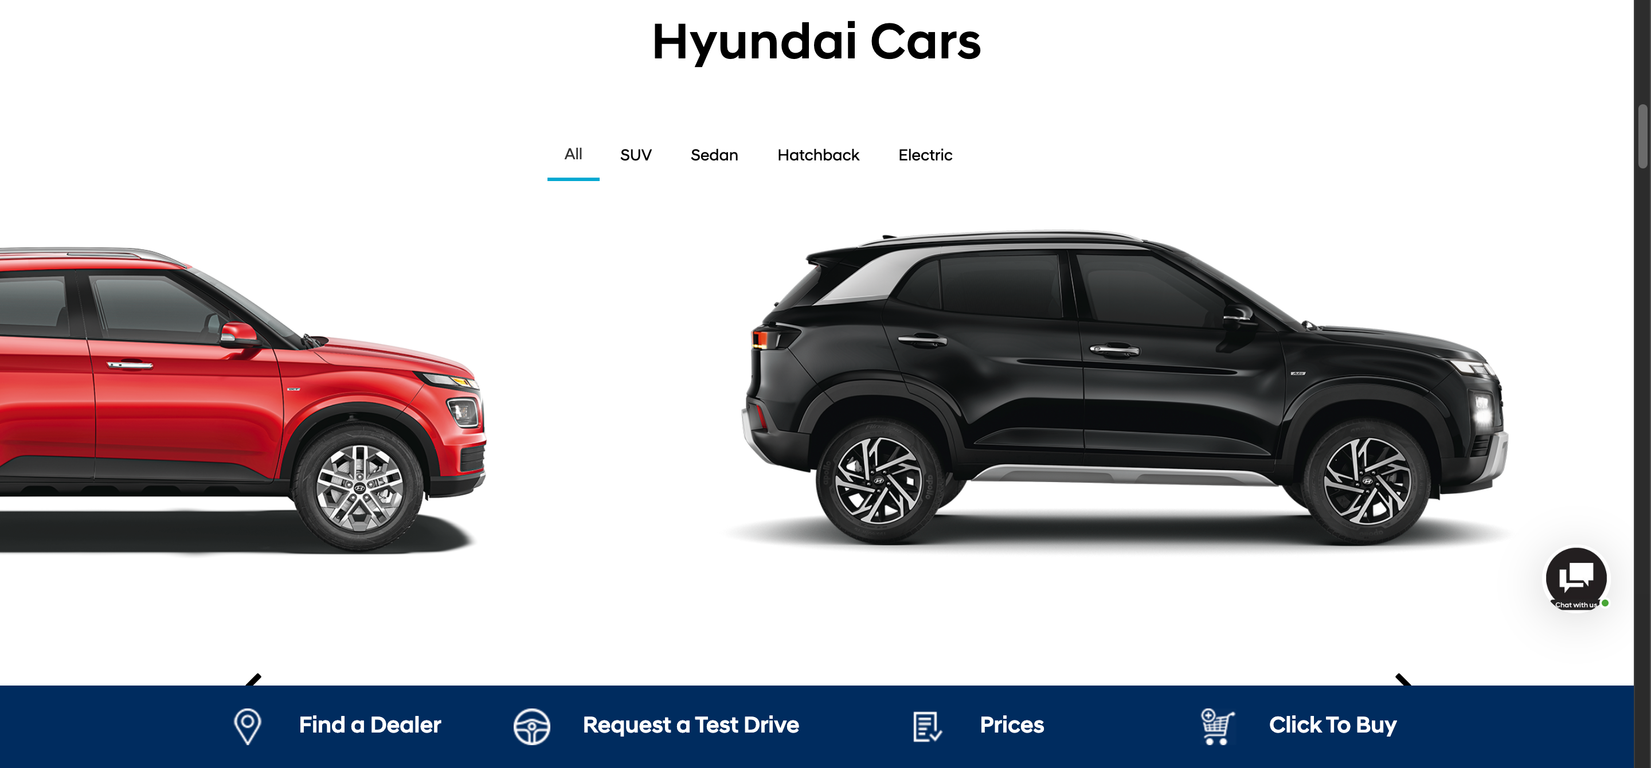 Hyundai Cars
All
SUV
Sedan
Hatchback
Electric
Chat with us
Find a Dealer
Request a Test Drive
Prices
Click To Buy